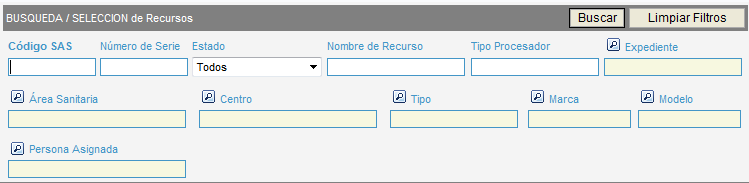 BUSQUEDA / SELECCION de Recursos Buscar Limpiar Filtros
Código SAS Número de Serie Estado Nombre de Recurso Tipo Procesador Expediente
Todos
Área Sanitaria Centro Tipo Marca Modelo
Persona Asignada